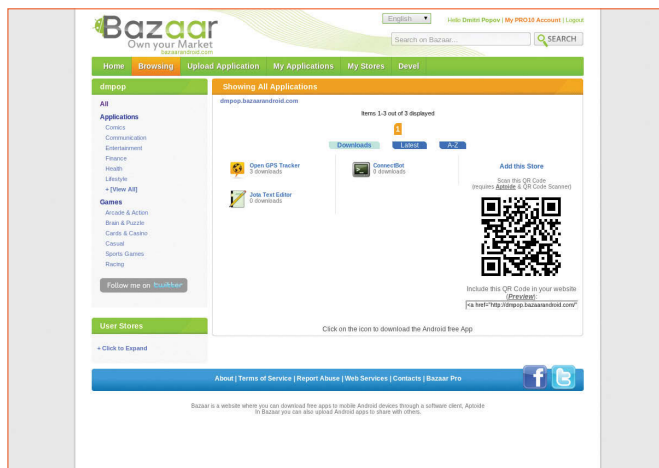 Bazaar
Own your Market
bazaarandroid.com
English
Hello Dmitri Popov | My PRO10 Account | Logout
Search on Bazaar...
SEARCH
Home Browsing Upload Application My Applications My Stores Devel
dmpop
All
Applications
Comics
Communication
Entertainment
Finance
Health
Lifestyle
+ [View All]
Games
Arcade & Action
Brain & Puzzle
Cards & Casino
Casual
Sports Games
Racing
Follow me on twitter
User Stores
+ Click to Expand
Showing All Applications
dmpop.bazaarandroid.com
Items 1-3 out of 3 displayed
1
Downloads Latest A-Z
Open GPS Tracker
3 downloads
ConnectBot
0 downloads
Jota Text Editor
0 downloads
Add this Store
Scan this QR Code
(requires Aptoide & QR Code Scanner)
Include this QR Code in your website
(Preview):
<a href="http://dmpop.bazaarandroid.com/"
Click on the icon to download the Android free App
About | Terms of Service | Report Abuse | Web Services | Contacts | Bazaar Pro
Bazaar is a website where you can download free apps to mobile Android devices through a software client, Aptoide
In Bazaar you can also upload Android apps to share with others.